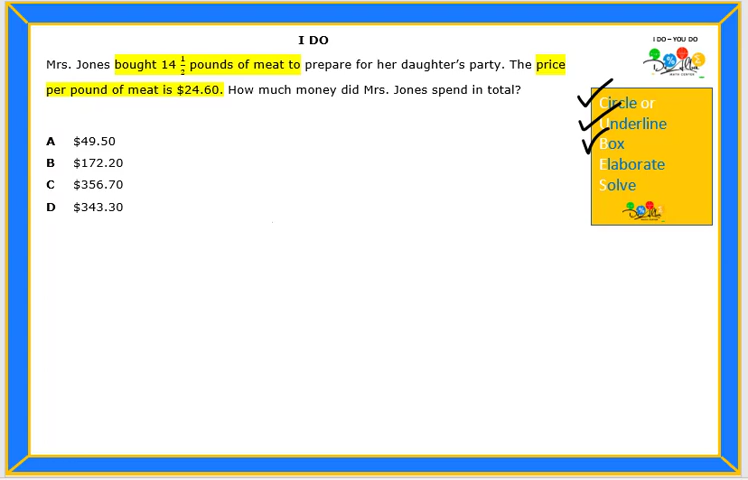 I DO
Mrs. Jones bought 14 1/2 pounds of meat to prepare for her daughter's party. The price
per pound of meat is $24.60. How much money did Mrs. Jones spend in total?
A $49.50
B $172.20
C $356.70
D $343.30
I DO – YOU DO
MATH CENTER
Circle or
Underline
Box
Elaborate
Solve